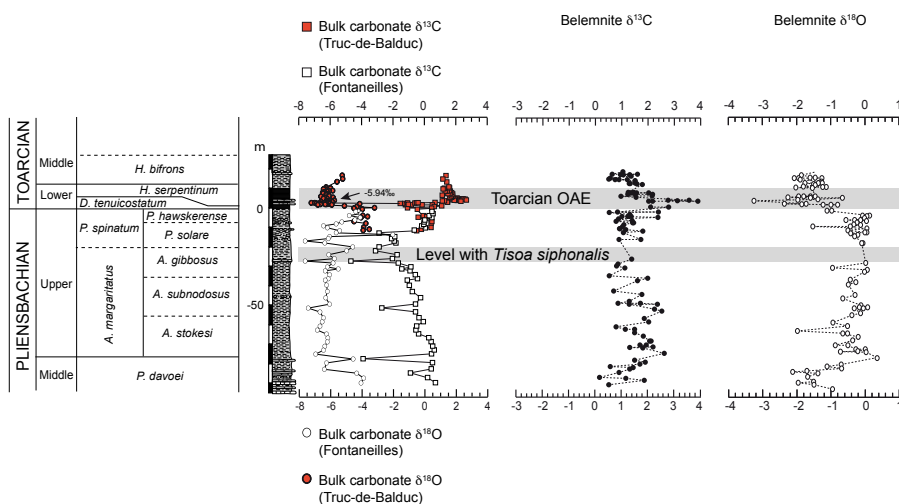 Bulk carbonate δ13C
(Truc-de-Balduc)
Bulk carbonate δ13C
(Fontaneilles)
Belemnite δ13C
Belemnite δ18O
-8 -6 -4 -2 0 2 4 6
-3 -2 -1 0 1 2 3 4
-4 -3 -2 -1 0 1
m
TOARCIAN
Middle
H. bifrons
Lower
H. serpentinum
D. tenuicostatum
-5.94‰
Toarcian OAE
0
PLIENSBACHIAN
Upper
A. margaritatus
P. spinatum
P. hawskerense
P. solare
A. gibbosus
Level with Tisoa siphonalis
A. subnodosus
-50
A. stokesi
Middle
P. davoei
-8 -6 -4 -2 0 2 4 6
-3 -2 -1 0 1 2 3 4
-4 -3 -2 -1 0 1
Bulk carbonate δ18O
(Fontaneilles)
Bulk carbonate δ18O
(Truc-de-Balduc)